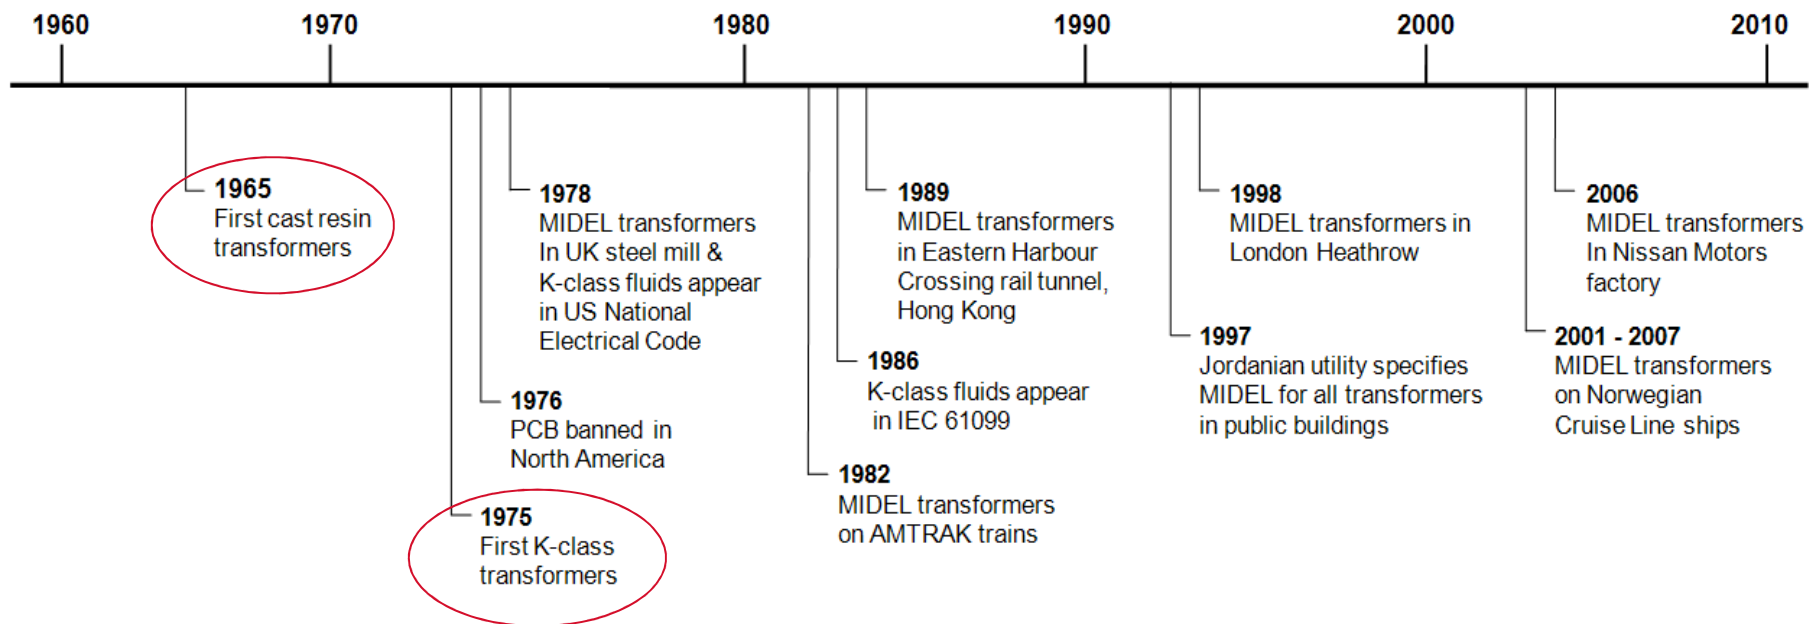 1960 1970 1980 1990 2000 2010
1965
First cast resin
transformers
1978
MIDEL transformers
In UK steel mill &
K-class fluids appear
in US National
Electrical Code
1976
PCB banned in
North America
1975
First K-class
transformers
1989
MIDEL transformers
in Eastern Harbour
Crossing rail tunnel,
Hong Kong
1986
K-class fluids appear
in IEC 61099
1982
MIDEL transformers
on AMTRAK trains
1998
MIDEL transformers in
London Heathrow
1997
Jordanian utility specifies
MIDEL for all transformers
in public buildings
2006
MIDEL transformers
In Nissan Motors
factory
2001 - 2007
MIDEL transformers
on Norwegian
Cruise Line ships